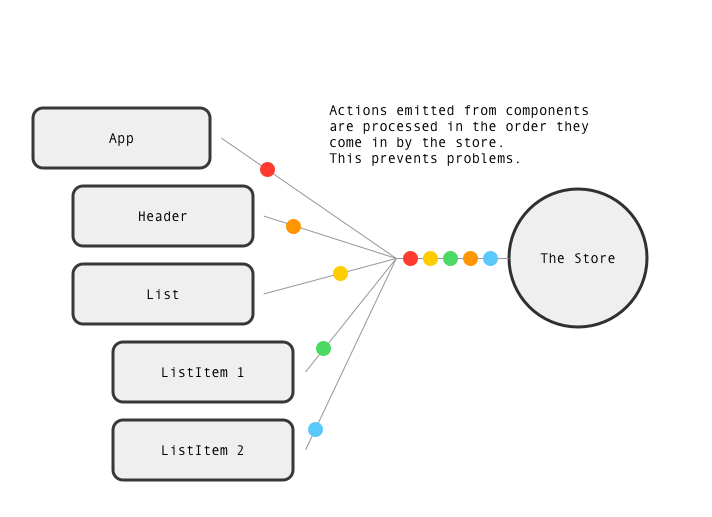 Actions emitted from components
are processed in the order they
come in by the store.
This prevents problems.
App
Header
List
ListItem 1
ListItem 2
The Store